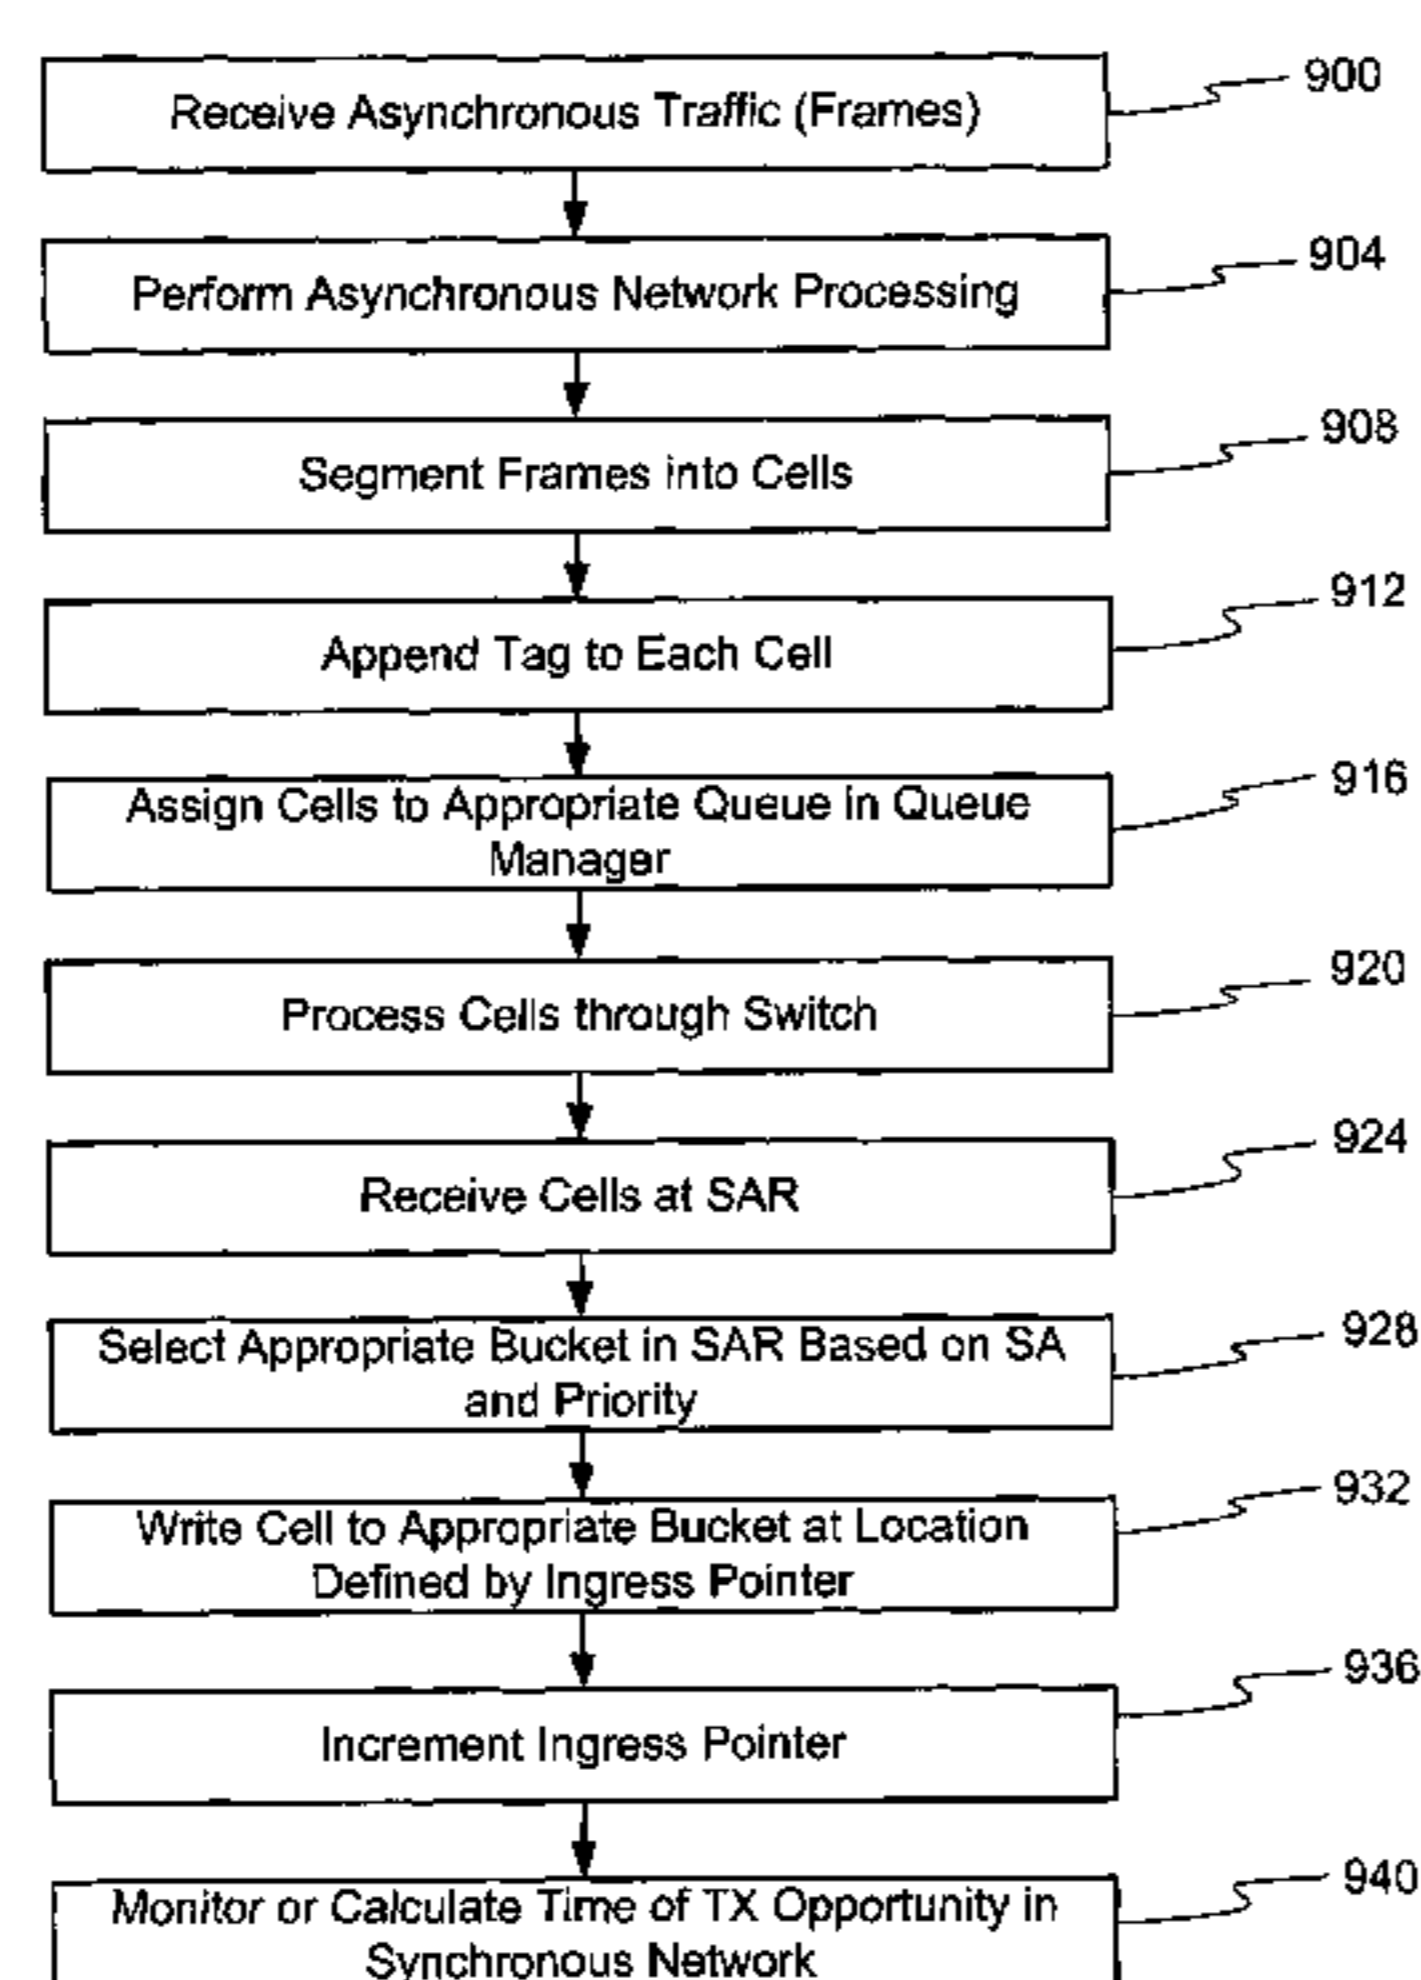 Receive Asynchronous Traffic (Frames)
900
Perform Asynchronous Network Processing
904
Segment Frames into Cells
908
Append Tag to Each Cell
912
Assign Cells to Appropriate Queue in Queue
Manager
916
Process Cells through Switch
920
Receive Cells at SAR
924
Select Appropriate Bucket in SAR Based on SA
and Priority
928
Write Cell to Appropriate Bucket at Location
Defined by Ingress Pointer
932
Increment Ingress Pointer
936
Monitor or Calculate Time of TX Opportunity in
Synchronous Network
940